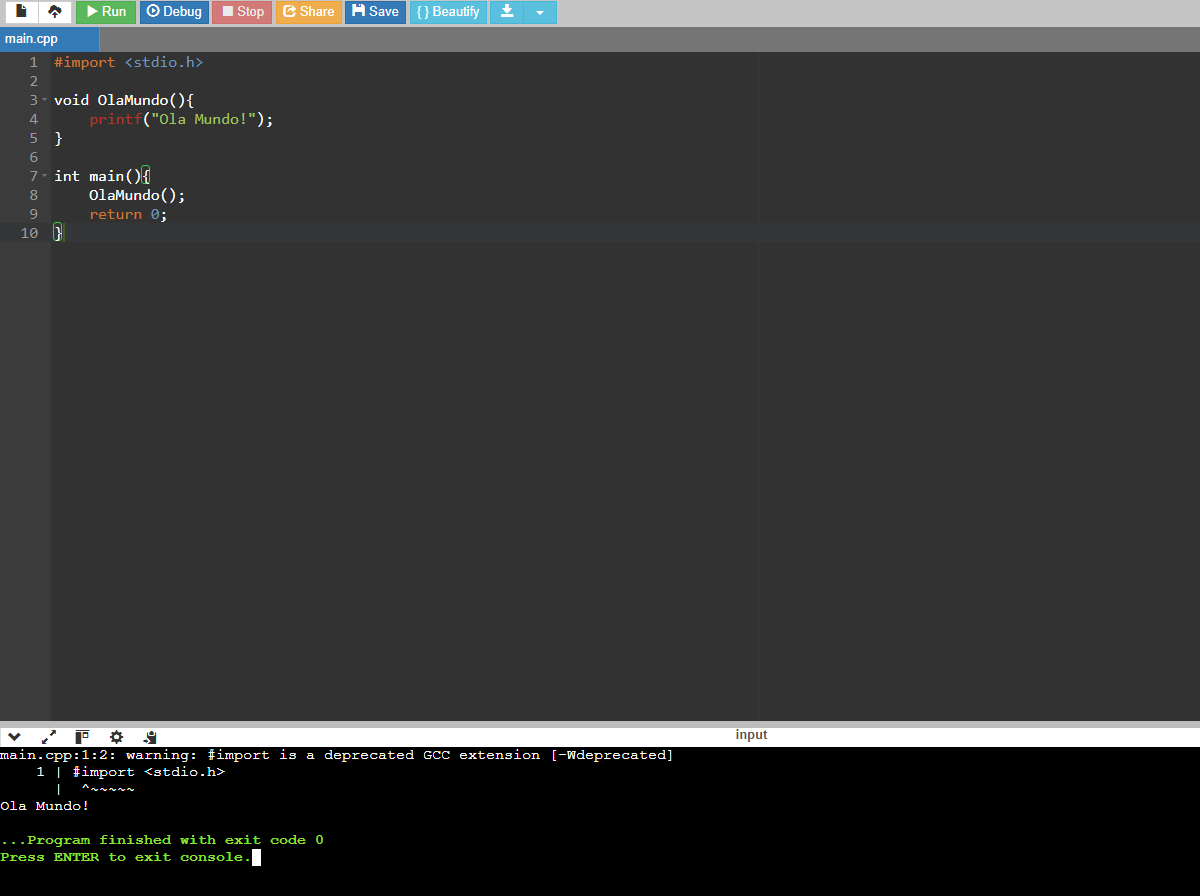 Run Debug Stop Share Save { } Beautify
main.cpp
1 #import <stdio.h>
2
3 void OlaMundo(){
4     printf("Ola Mundo!");
5 }
6
7 int main(){
8     OlaMundo();
9     return 0;
10 }
input
main.cpp:1:2: warning: #import is a deprecated GCC extension [-Wdeprecated]
    1 | #import <stdio.h>
      |  ^~~~~~
Ola Mundo!
...Program finished with exit code 0
Press ENTER to exit console.